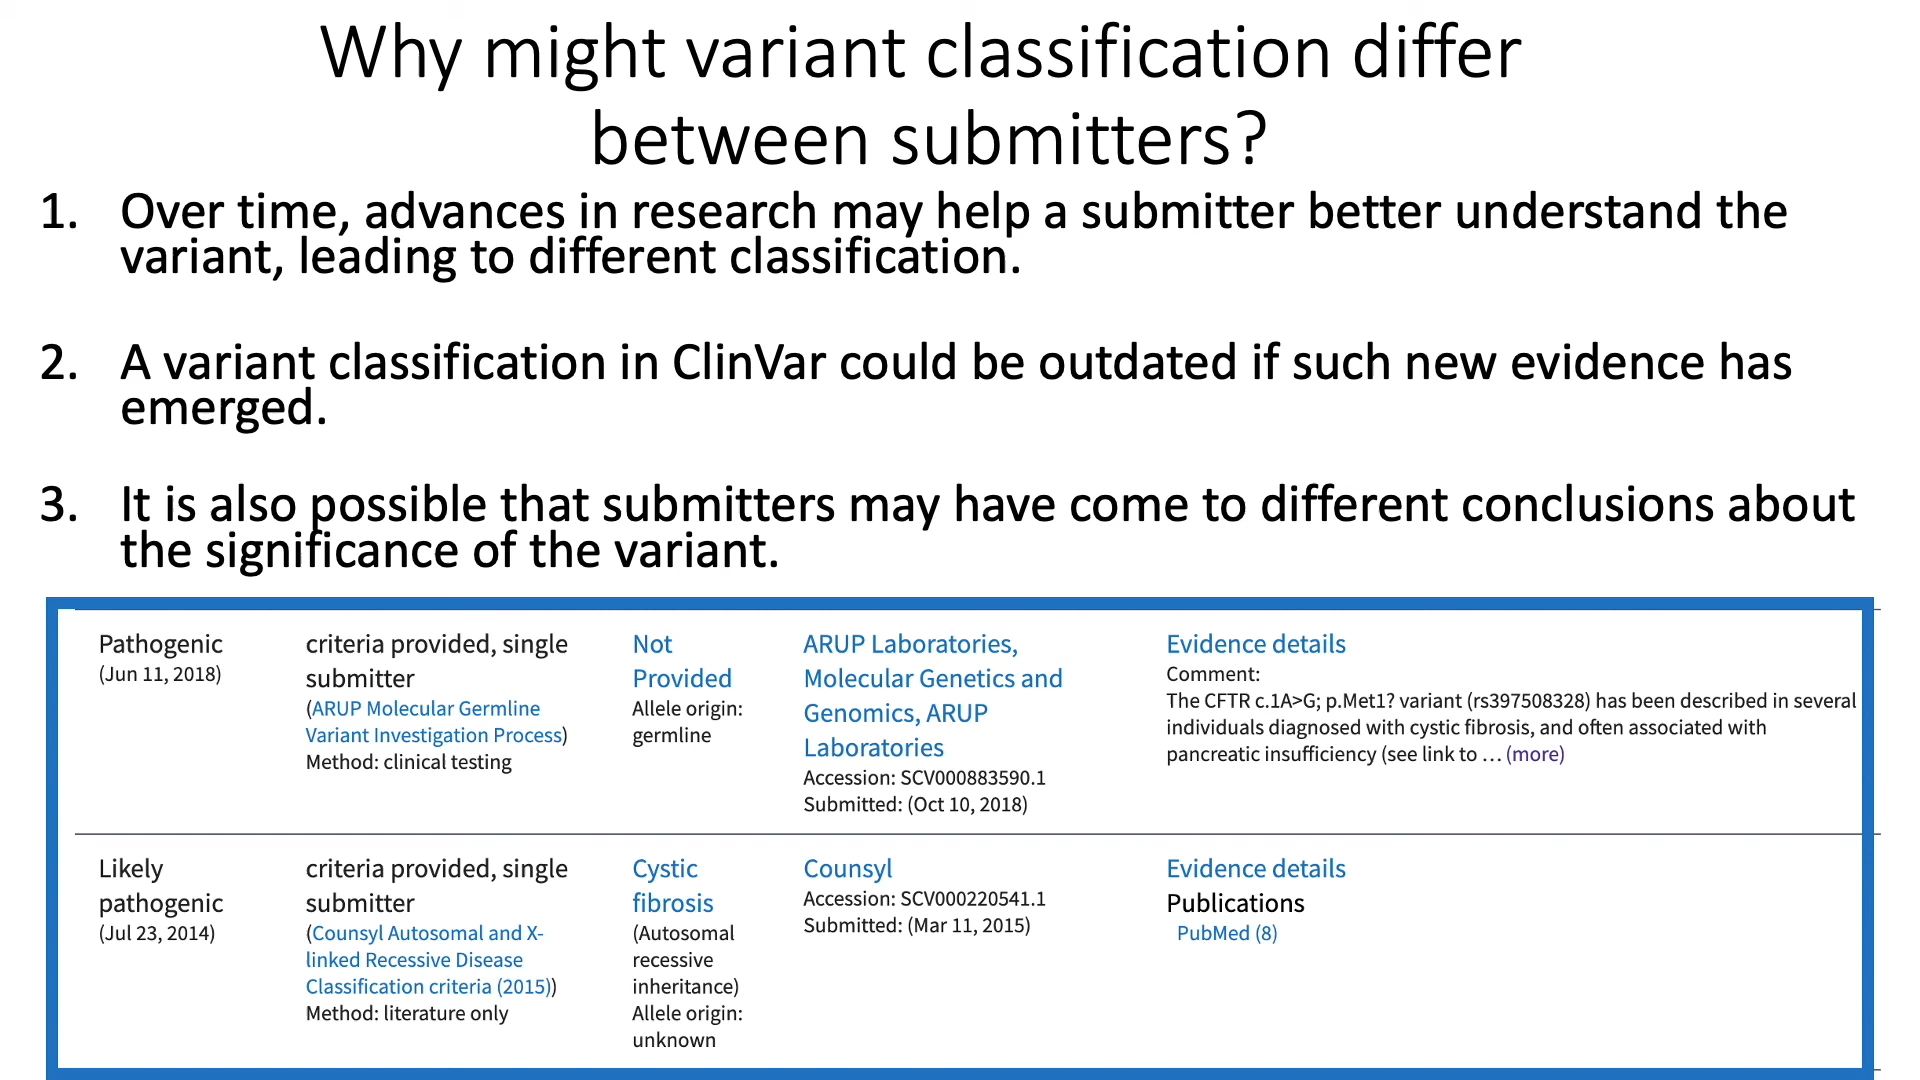 Why might variant classification differ
between submitters?
1. Over time, advances in research may help a submitter better understand the
variant, leading to different classification.
2. A variant classification in ClinVar could be outdated if such new evidence has
emerged.
3. It is also possible that submitters may have come to different conclusions about
the significance of the variant.
Pathogenic
(Jun 11, 2018)
criteria provided, single
submitter
(ARUP Molecular Germline
Variant Investigation Process)
Method: clinical testing
Not
Provided
Allele origin:
germline
ARUP Laboratories,
Molecular Genetics and
Genomics, ARUP
Laboratories
Accession: SCV000883590.1
Submitted: (Oct 10, 2018)
Evidence details
Comment:
The CFTR c.1A>G; p.Met1? variant (rs397508328) has been described in several
individuals diagnosed with cystic fibrosis, and often associated with
pancreatic insufficiency (see link to … (more)
Likely
pathogenic
(Jul 23, 2014)
criteria provided, single
submitter
(Counsyl Autosomal and X-
linked Recessive Disease
Classification criteria (2015))
Method: literature only
Cystic
fibrosis
(Autosomal
recessive
inheritance)
Allele origin:
unknown
Counsyl
Accession: SCV000220541.1
Submitted: (Mar 11, 2015)
Evidence details
Publications
PubMed (8)